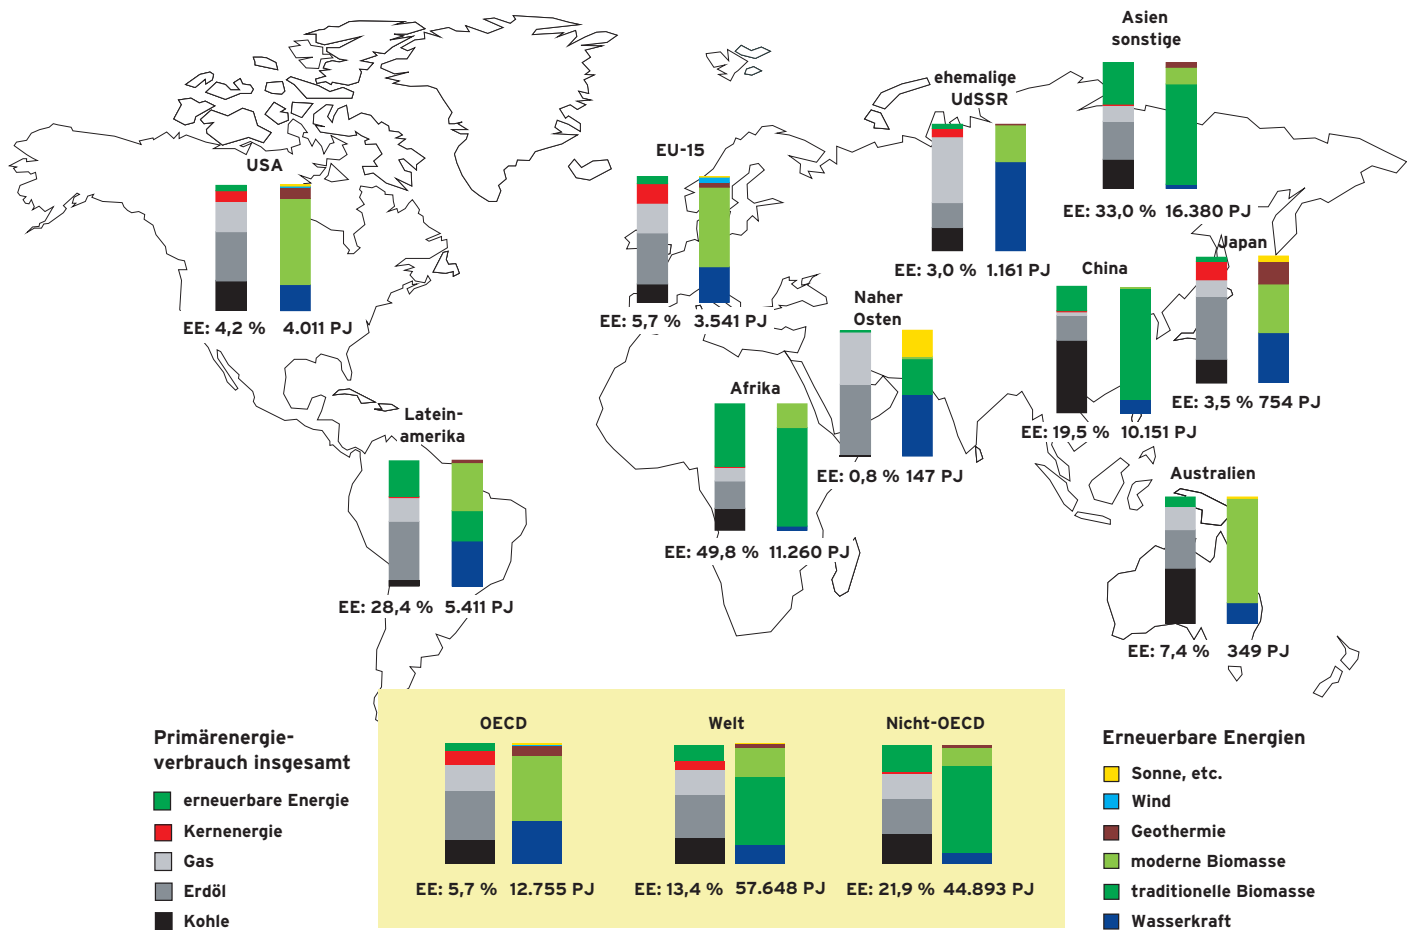 Asien
sonstige
EE: 33,0 % 16.380 PJ
ehemalige
UdSSR
EE: 3,0 % 1.161 PJ
EU-15
EE: 5,7 % 3.541 PJ
USA
EE: 4,2 % 4.011 PJ
Japan
EE: 3,5 % 754 PJ
China
EE: 19,5 % 10.151 PJ
Naher
Osten
EE: 0,8 % 147 PJ
Afrika
EE: 49,8 % 11.260 PJ
Latein-
amerika
EE: 28,4 % 5.411 PJ
Australien
EE: 7,4 % 349 PJ
Primärenergie-
verbrauch insgesamt
erneuerbare Energie
Kernenergie
Gas
Erdöl
Kohle
OECD
EE: 5,7 % 12.755 PJ
Welt
EE: 13,4 % 57.648 PJ
Nicht-OECD
EE: 21,9 % 44.893 PJ
Erneuerbare Energien
Sonne, etc.
Wind
Geothermie
moderne Biomasse
traditionelle Biomasse
Wasserkraft